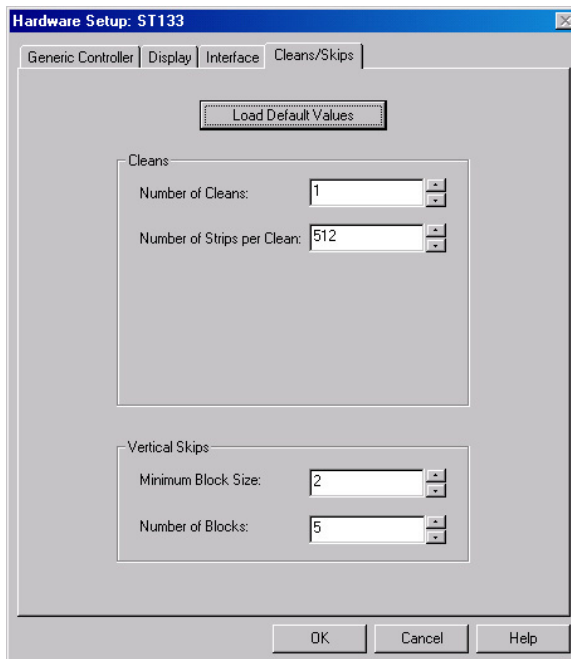 Hardware Setup: ST133
Generic Controller Display Interface Cleans/Skips
Load Default Values
Cleans
Number of Cleans: 1
Number of Strips per Clean: 512
Vertical Skips
Minimum Block Size: 2
Number of Blocks: 5
OK Cancel Help